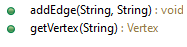 addEdge(String, String) : void
getVertex(String) : Vertex